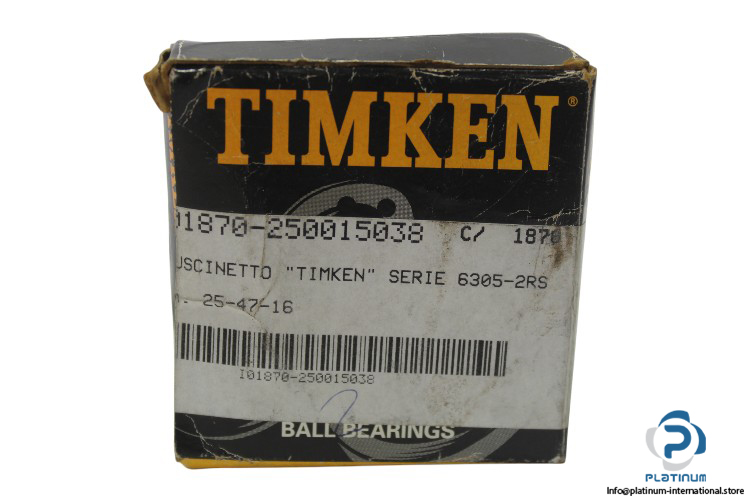 TIMKEN®
01870-250015038 C/ 1870
USCINETTO "TIMKEN" SERIE 6305-2RS
25-47-16
I01870-250015038
2
BALL BEARINGS
PLATINUM
Info@platinum-international.store